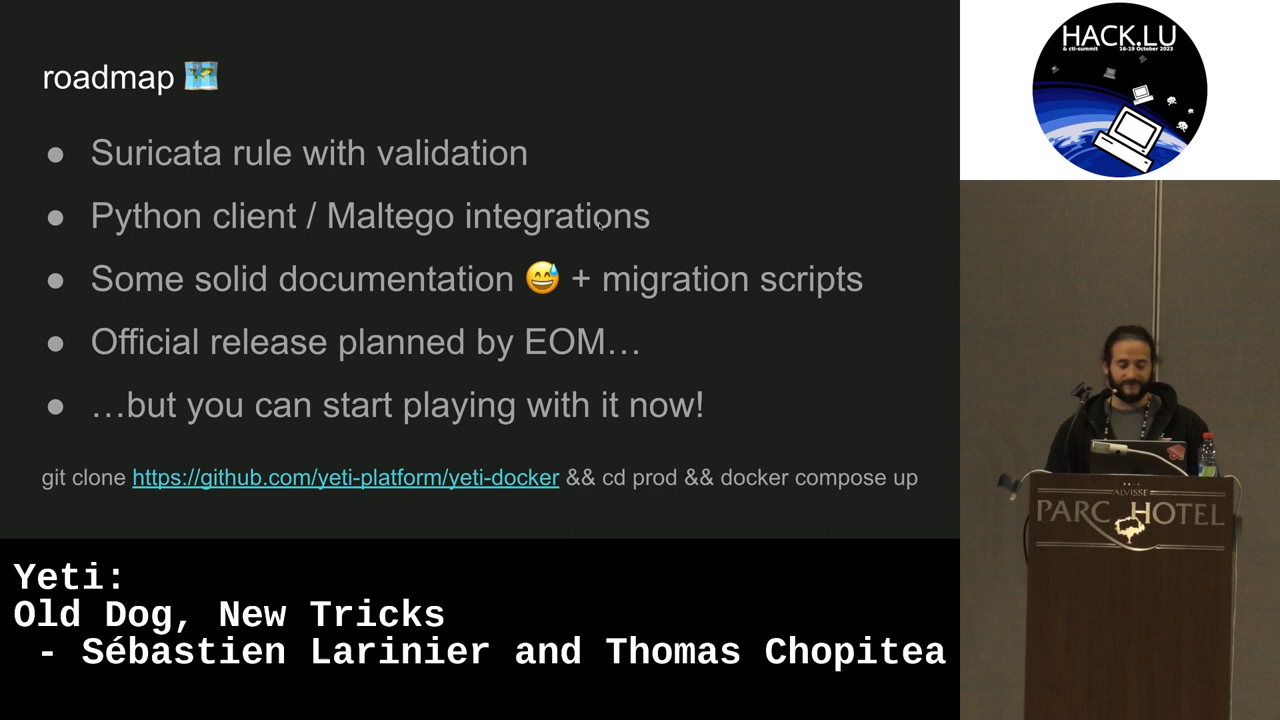 roadmap 🗺️
● Suricata rule with validation
● Python client / Maltego integrations
● Some solid documentation 😅 + migration scripts
● Official release planned by EOM…
● …but you can start playing with it now!
git clone https://github.com/yeti-platform/yeti-docker && cd prod && docker compose up
Yeti:
Old Dog, New Tricks
- Sébastien Larinier and Thomas Chopitea
HACK.LU
& cti-summit 16-19 October 2023
ALVISSE
PARC HOTEL